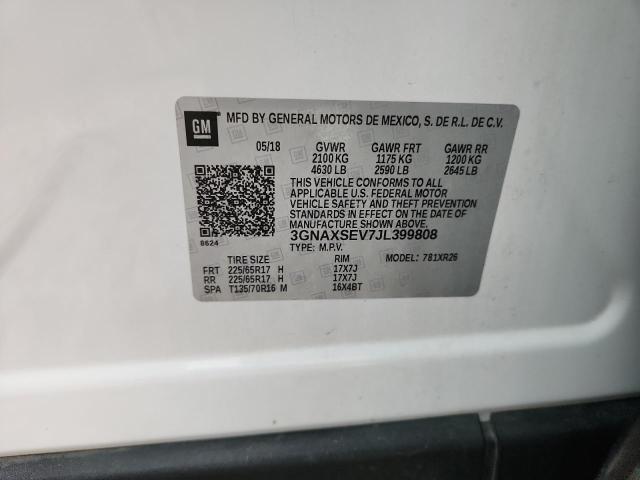 GM
MFD BY GENERAL MOTORS DE MEXICO, S. DE R.L. DE C.V.
05/18 GVWR GAWR FRT GAWR RR
2100 KG 1175 KG 1200 KG
4630 LB 2590 LB 2645 LB
THIS VEHICLE CONFORMS TO ALL
APPLICABLE U.S. FEDERAL MOTOR
VEHICLE SAFETY AND THEFT PREVENTION
STANDARDS IN EFFECT ON THE DATE OF
MANUFACTURE SHOWN ABOVE.
3GNAXSEV7JL399808
8624
TYPE: M.P.V.
TIRE SIZE RIM MODEL: 781XR26
FRT 225/65R17 H 17X7J
RR 225/65R17 H 17X7J
SPA T135/70R16 M 16X4BT